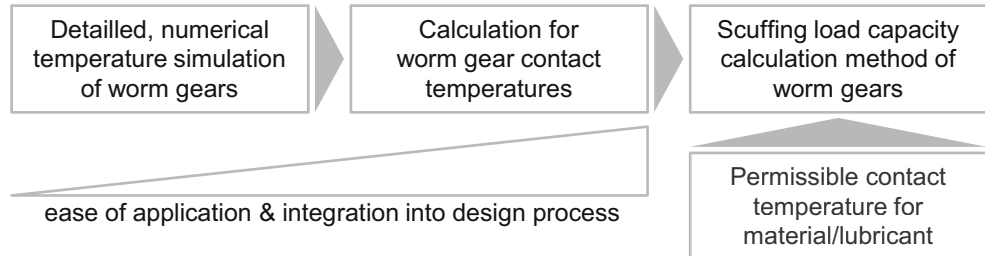 Detailled, numerical
temperature simulation
of worm gears
Calculation for
worm gear contact
temperatures
Scuffing load capacity
calculation method of
worm gears
ease of application & integration into design process
Permissible contact
temperature for
material/lubricant